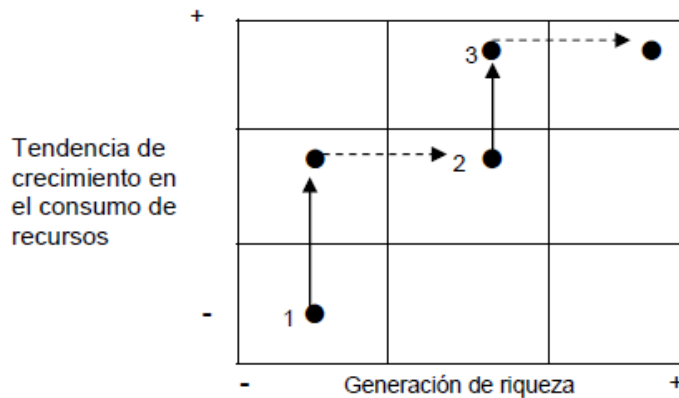 +
3
Tendencia de
crecimiento en
el consumo de
recursos
2
-
1
-
Generación de riqueza
+